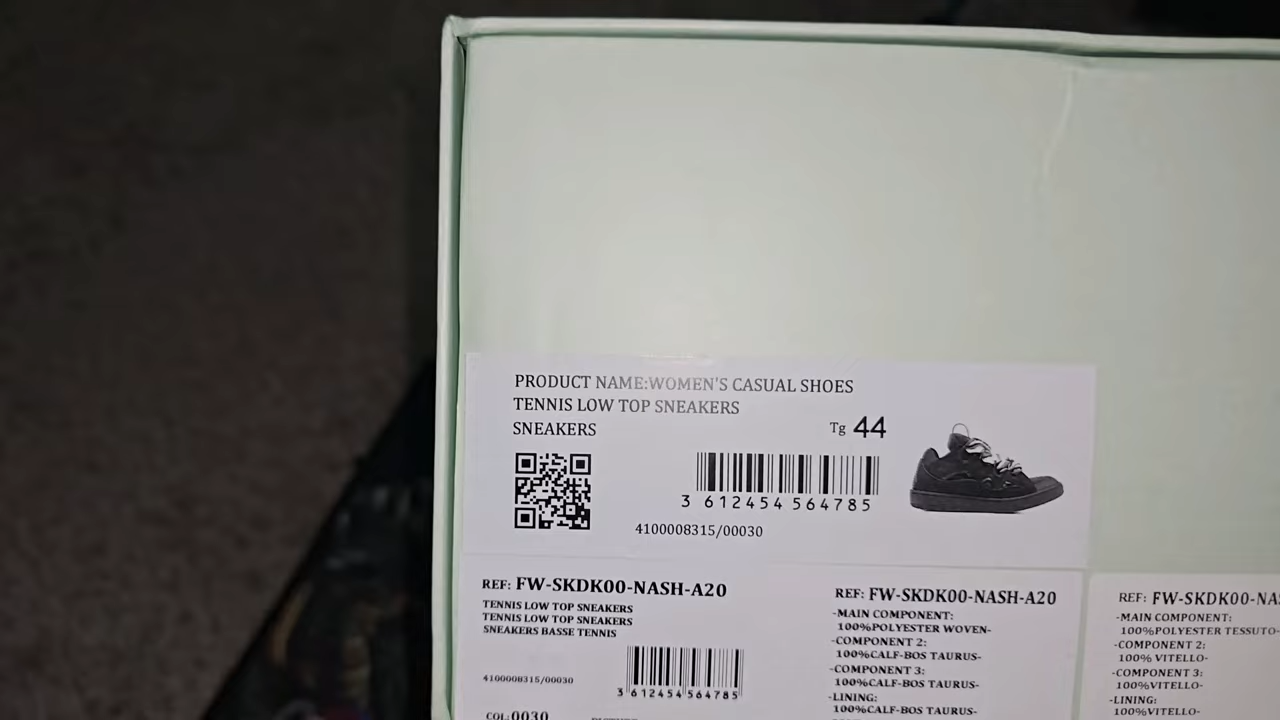 PRODUCT NAME:WOMEN'S CASUAL SHOES
TENNIS LOW TOP SNEAKERS
SNEAKERS
Tg 44
3 612454 564785
4100008315/00030
REF: FW-SKDK00-NASH-A20
TENNIS LOW TOP SNEAKERS
TENNIS LOW TOP SNEAKERS
SNEAKERS BASSE TENNIS
4100008315/00030
3 612454 564785
COL:0030
REF: FW-SKDK00-NASH-A20
-MAIN COMPONENT:
100%POLYESTER WOVEN-
-COMPONENT 2:
100%CALF-BOS TAURUS-
-COMPONENT 3:
100%CALF-BOS TAURUS-
-LINING:
100%CALF-BOS TAURUS-
REF: FW-SKDK00-NA
-MAIN COMPONENT:
100%POLYESTER TESSUTO-
-COMPONENT 2:
100% VITELLO-
-COMPONENT 3:
100%VITELLO-
-LINING:
100%VITELLO-